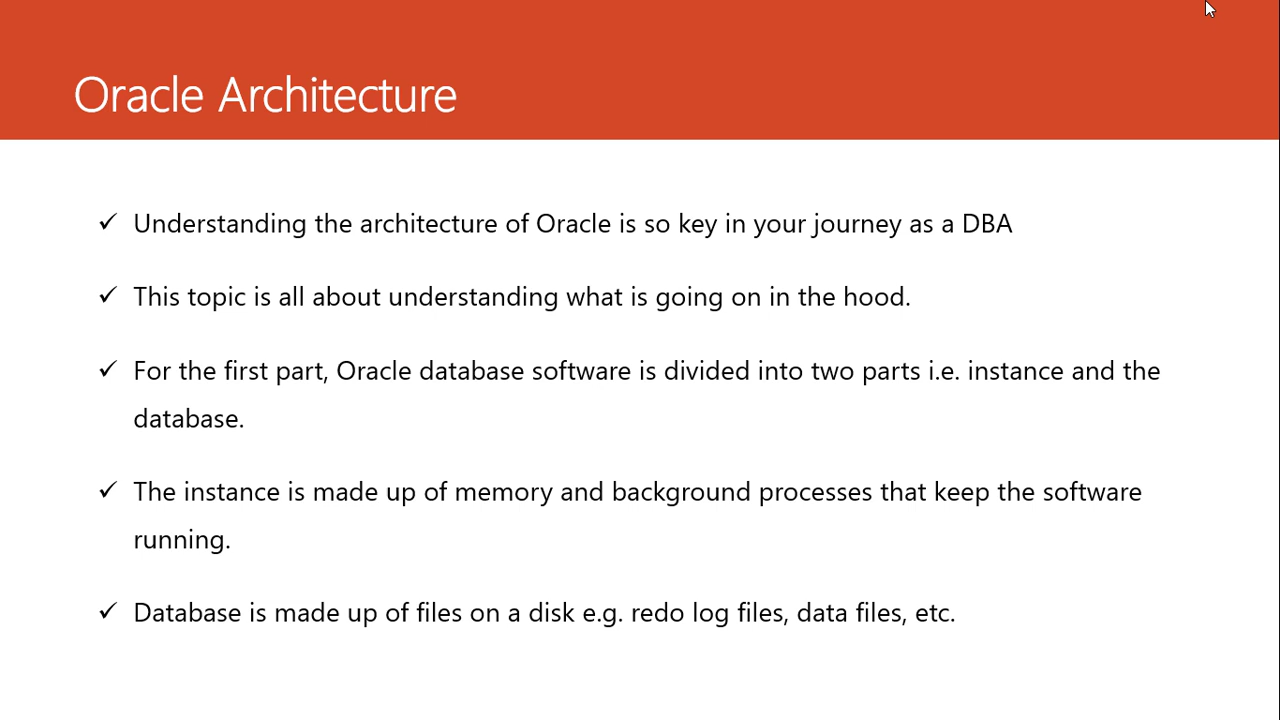 Oracle Architecture
✓ Understanding the architecture of Oracle is so key in your journey as a DBA
✓ This topic is all about understanding what is going on in the hood.
✓ For the first part, Oracle database software is divided into two parts i.e. instance and the
database.
✓ The instance is made up of memory and background processes that keep the software
running.
✓ Database is made up of files on a disk e.g. redo log files, data files, etc.